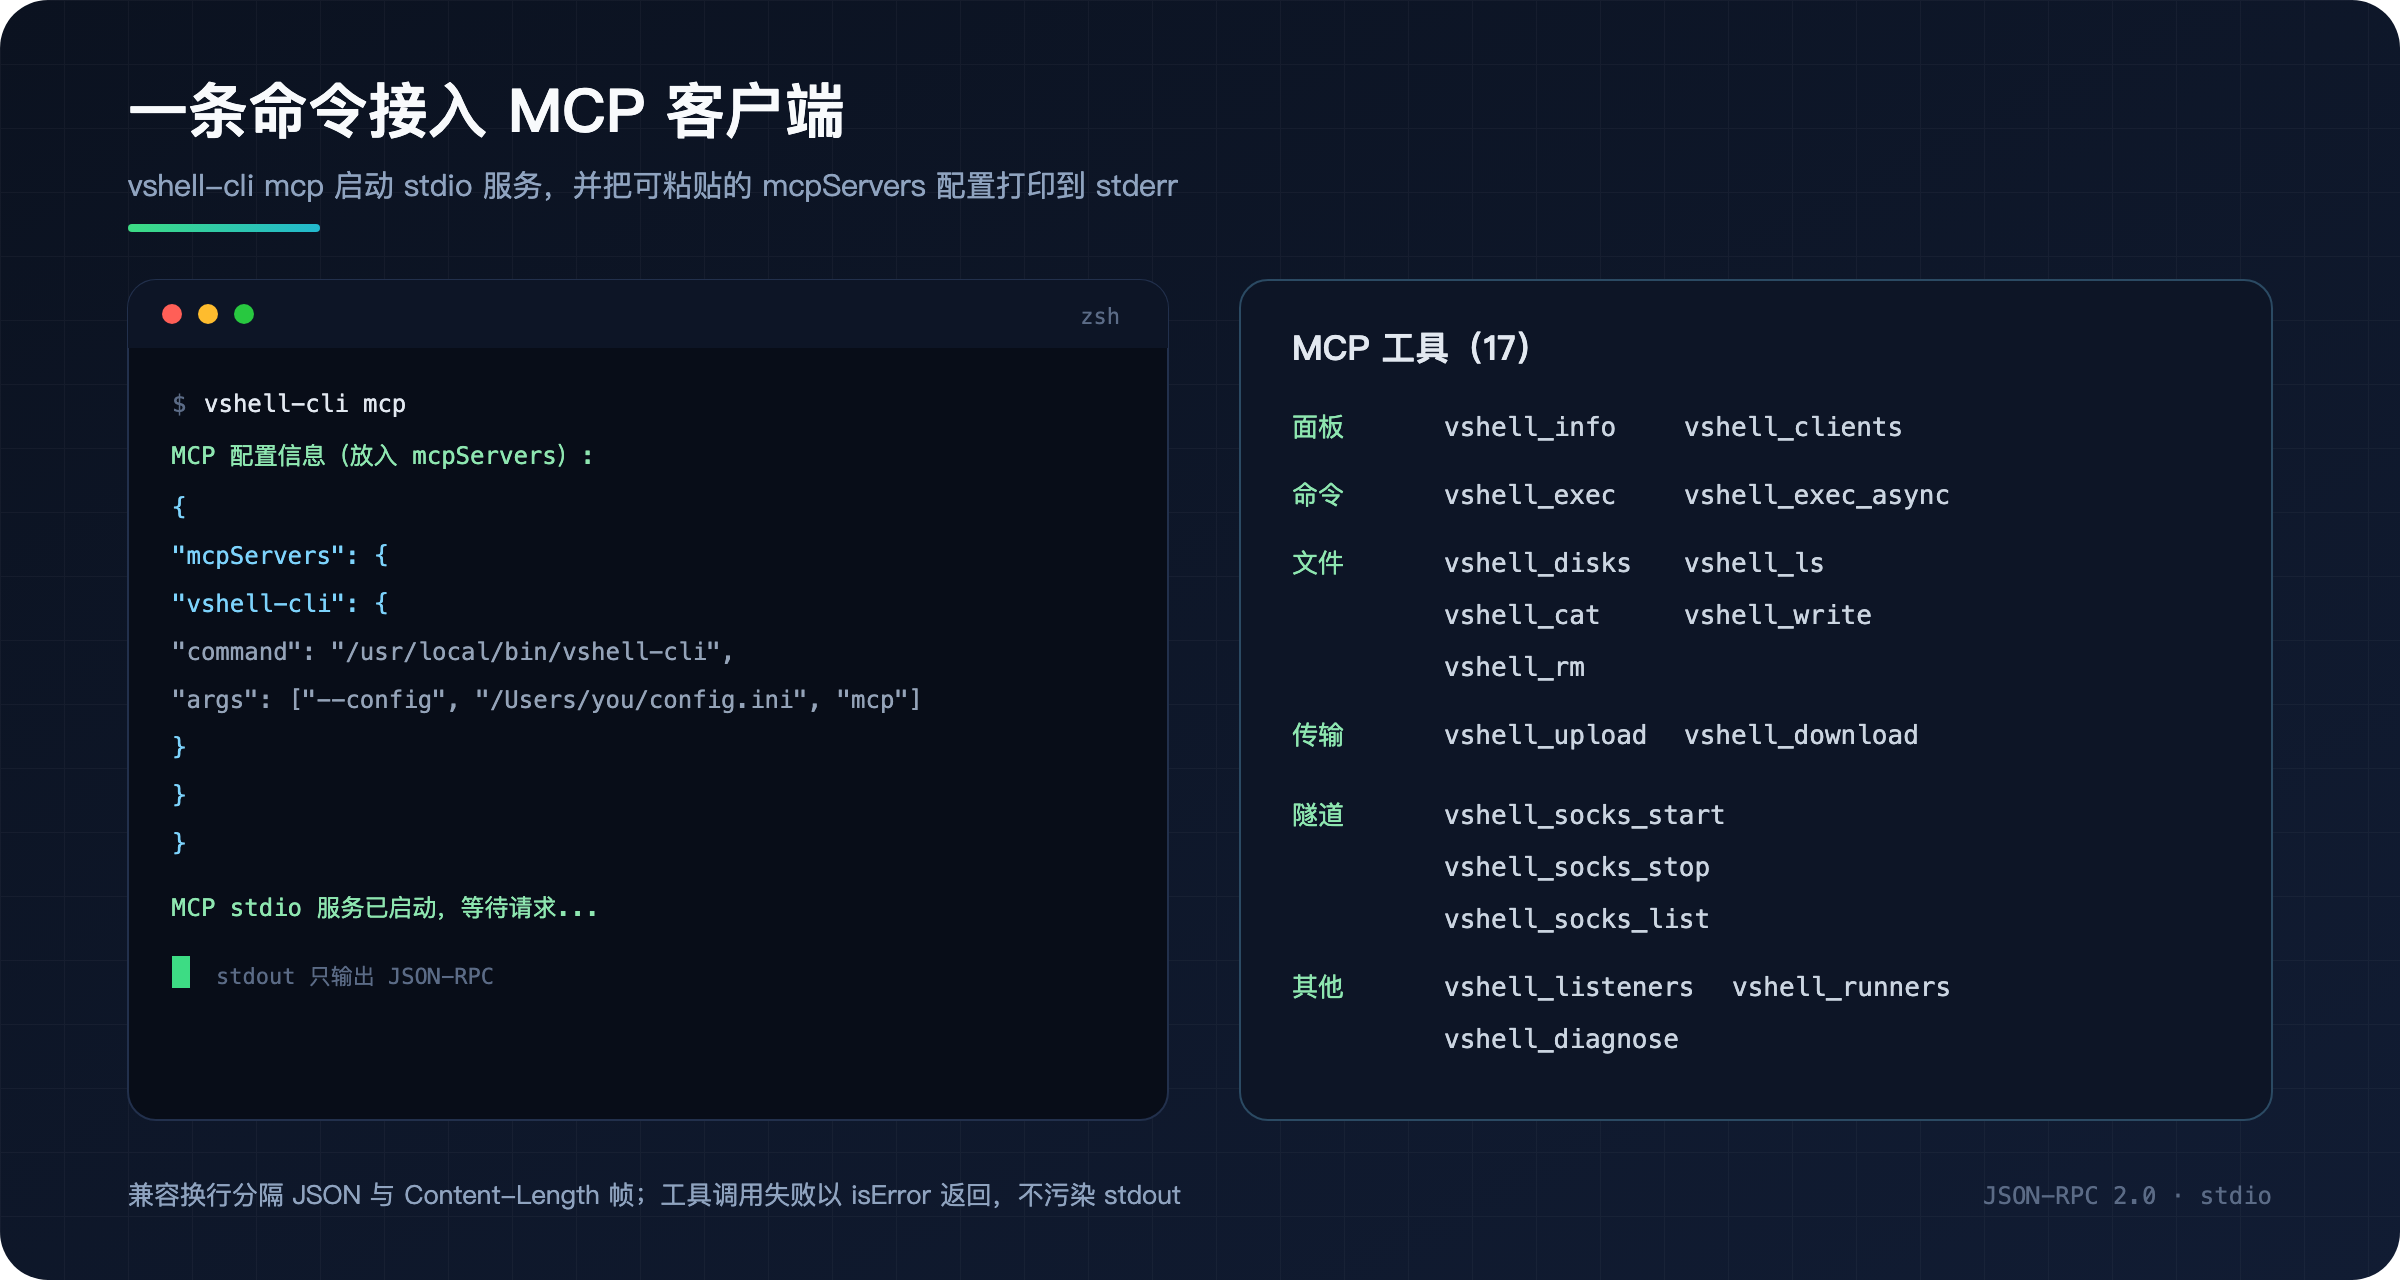 一条命令接入 MCP 客户端
vshell-cli mcp 启动 stdio 服务，并把可粘贴的 mcpServers 配置打印到 stderr
zsh
$ vshell-cli mcp
MCP 配置信息（放入 mcpServers）:
{
"mcpServers": {
"vshell-cli": {
"command": "/usr/local/bin/vshell-cli",
"args": ["--config", "/Users/you/config.ini", "mcp"]
}
}
}
MCP stdio 服务已启动，等待请求...
stdout 只输出 JSON-RPC
MCP 工具（17）
面板 vshell_info vshell_clients
命令 vshell_exec vshell_exec_async
文件 vshell_disks vshell_ls
vshell_cat vshell_write
vshell_rm
传输 vshell_upload vshell_download
隧道 vshell_socks_start
vshell_socks_stop
vshell_socks_list
其他 vshell_listeners vshell_runners
vshell_diagnose
兼容换行分隔 JSON 与 Content-Length 帧；工具调用失败以 isError 返回，不污染 stdout
JSON-RPC 2.0 · stdio